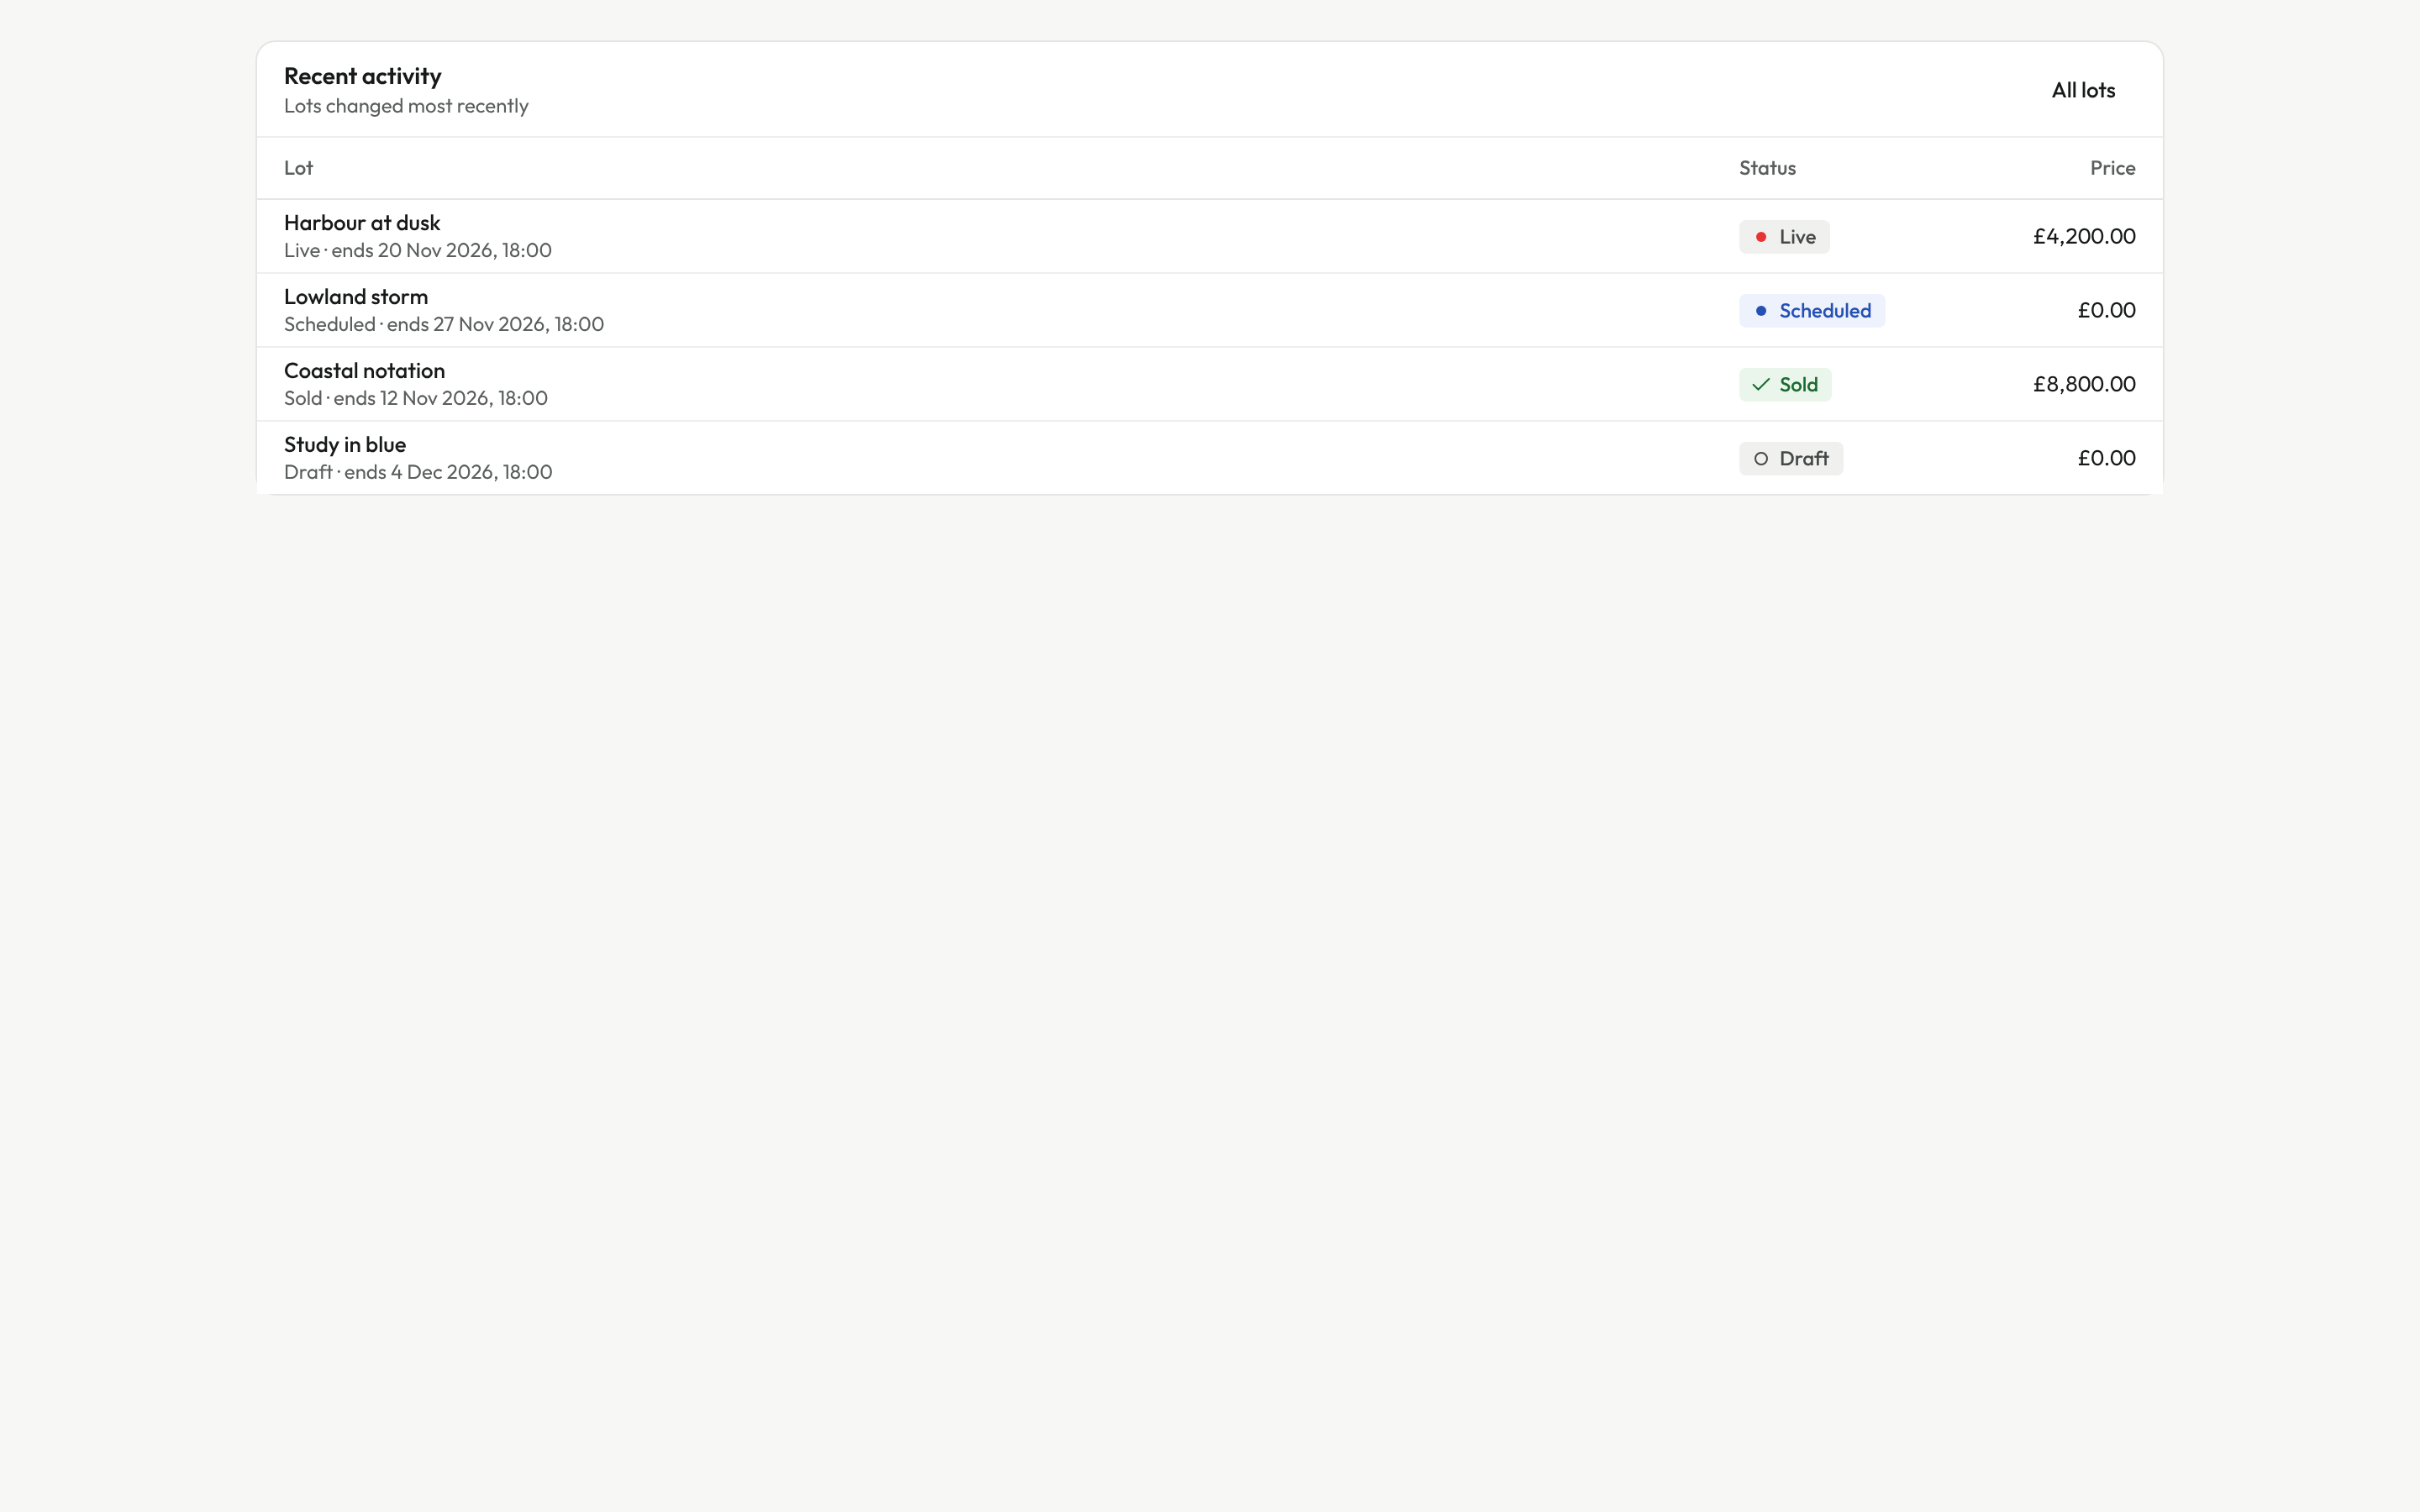 Recent activity
Lots changed most recently
All lots
Lot Status Price
Harbour at dusk
Live · ends 20 Nov 2026, 18:00
Live £4,200.00
Lowland storm
Scheduled · ends 27 Nov 2026, 18:00
Scheduled £0.00
Coastal notation
Sold · ends 12 Nov 2026, 18:00
Sold £8,800.00
Study in blue
Draft · ends 4 Dec 2026, 18:00
Draft £0.00